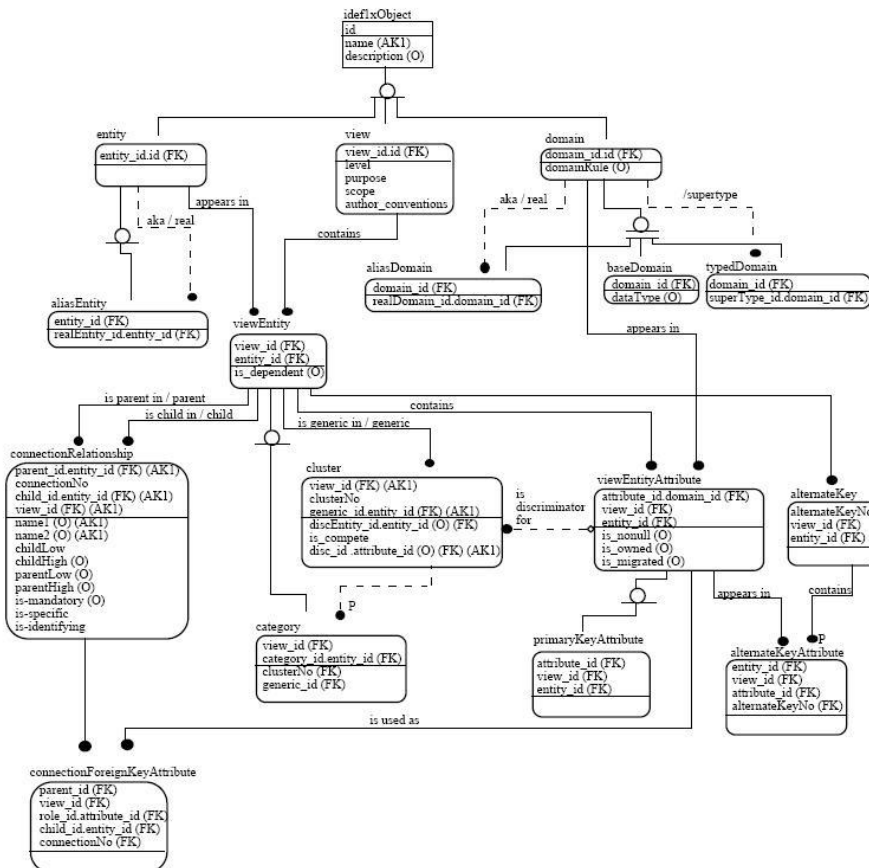 idef1xObject
id
name (AK1)
description (O)
entity
entity_id.id (FK)
view
view_id.id (FK)
level
purpose
scope
author_conventions
domain
domain_id.id (FK)
domainRule (O)
appears in
aka / real
contains
aka / real
/supertype
aliasEntity
entity_id (FK)
realEntity_id.entity_id (FK)
viewEntity
view_id (FK)
entity_id (FK)
is_dependent (O)
aliasDomain
domain_id (FK)
realDomain_id.domain_id (FK)
baseDomain
domain_id (FK)
dataType (O)
typedDomain
domain_id (FK)
superType_id.domain_id (FK)
appears in
is parent in / parent
is child in / child
is generic in / generic
contains
connectionRelationship
parent_id.entity_id (FK) (AK1)
connectionNo
child_id.entity_id (FK) (AK1)
view_id (FK) (AK1)
name1 (O) (AK1)
name2 (O) (AK1)
childLow
childHigh (O)
parentLow (O)
parentHigh (O)
is-mandatory (O)
is-specific
is-identifying
cluster
view_id (FK) (AK1)
clusterNo
generic_id.entity_id (FK) (AK1)
discEntity_id.entity_id (O) (FK)
is_compete
disc_id .attribute_id (O) (FK) (AK1)
is
discriminator
for
viewEntityAttribute
attribute_id.domain_id (FK)
view_id (FK)
entity_id (FK)
is_nonull (O)
is_owned (O)
is_migrated (O)
alternateKey
alternateKeyNo
view_id (FK)
entity_id (FK)
P
category
view_id (FK)
category_id.entity_id (FK)
clusterNo (FK)
generic_id (FK)
primaryKeyAttribute
attribute_id (FK)
view_id (FK)
entity_id (FK)
appears in
contains
P
alternateKeyAttribute
entity_id (FK)
view_id (FK)
attribute_id (FK)
alternateKeyNo (FK)
is used as
connectionForeignKeyAttribute
parent_id (FK)
view_id (FK)
role_id.attribute_id (FK)
child_id.entity_id (FK)
connectionNo (FK)